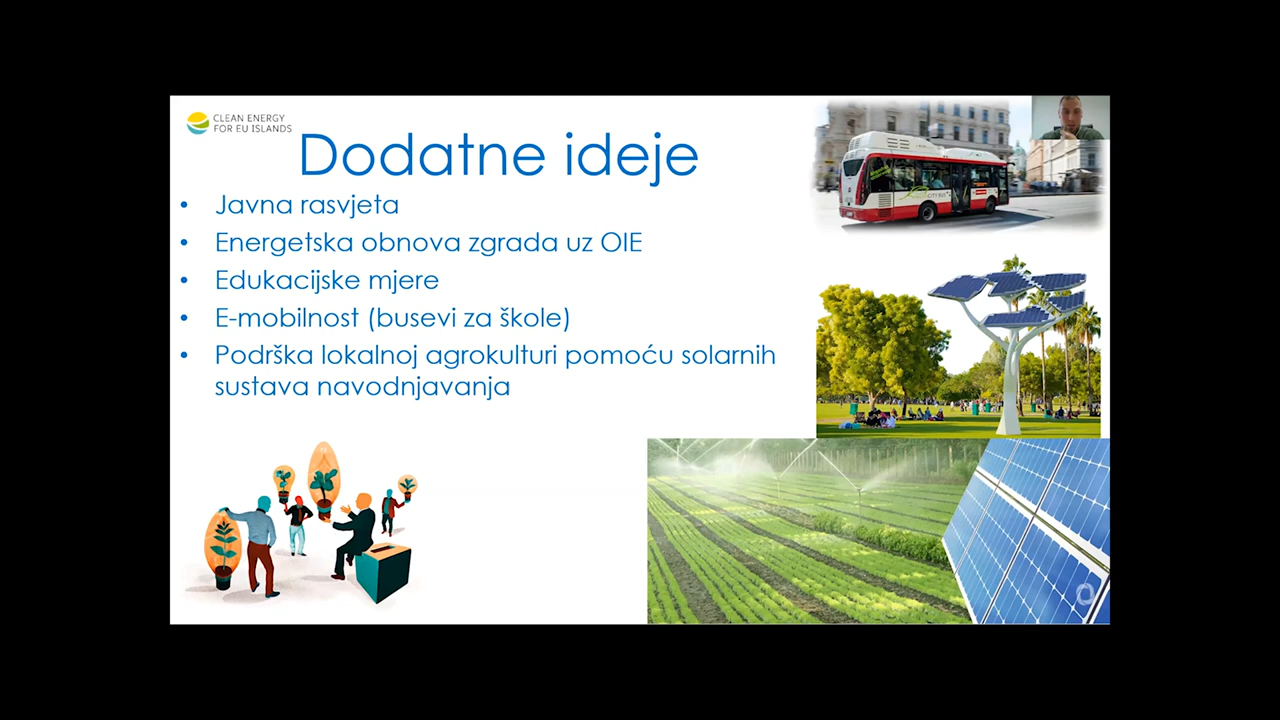 CLEAN ENERGY
FOR EU ISLANDS
Dodatne ideje
• Javna rasvjeta
• Energetska obnova zgrada uz OIE
• Edukacijske mjere
• E-mobilnost (busevi za škole)
• Podrška lokalnoj agrokulturi pomoću solarnih
sustava navodnjavanja
CITYBUS